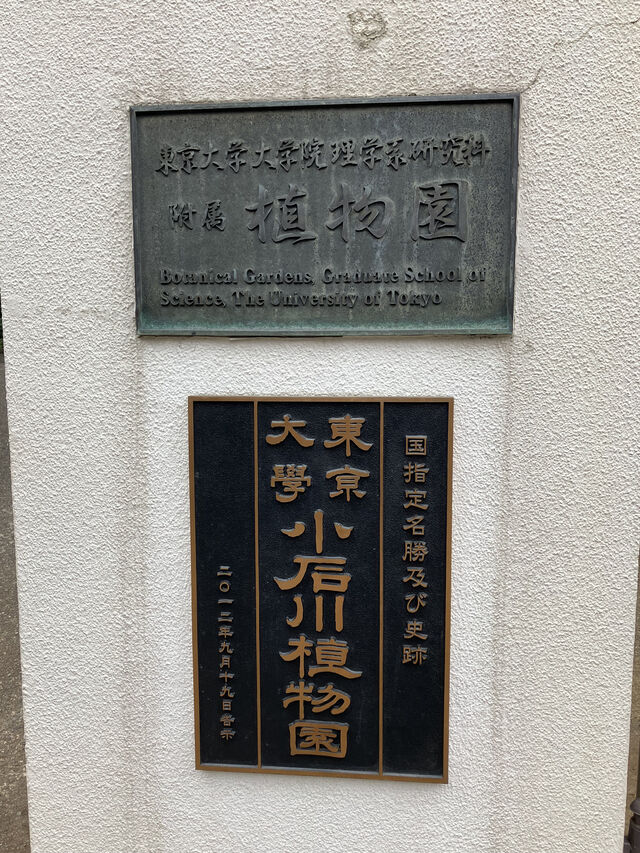 東京大学大学院理学系研究科
附属 植物園
Botanical Gardens, Graduate School of
Science, The University of Tokyo
国指定名勝及び史跡
東京
大學
小石川植物園
二〇一二年九月十九日告示